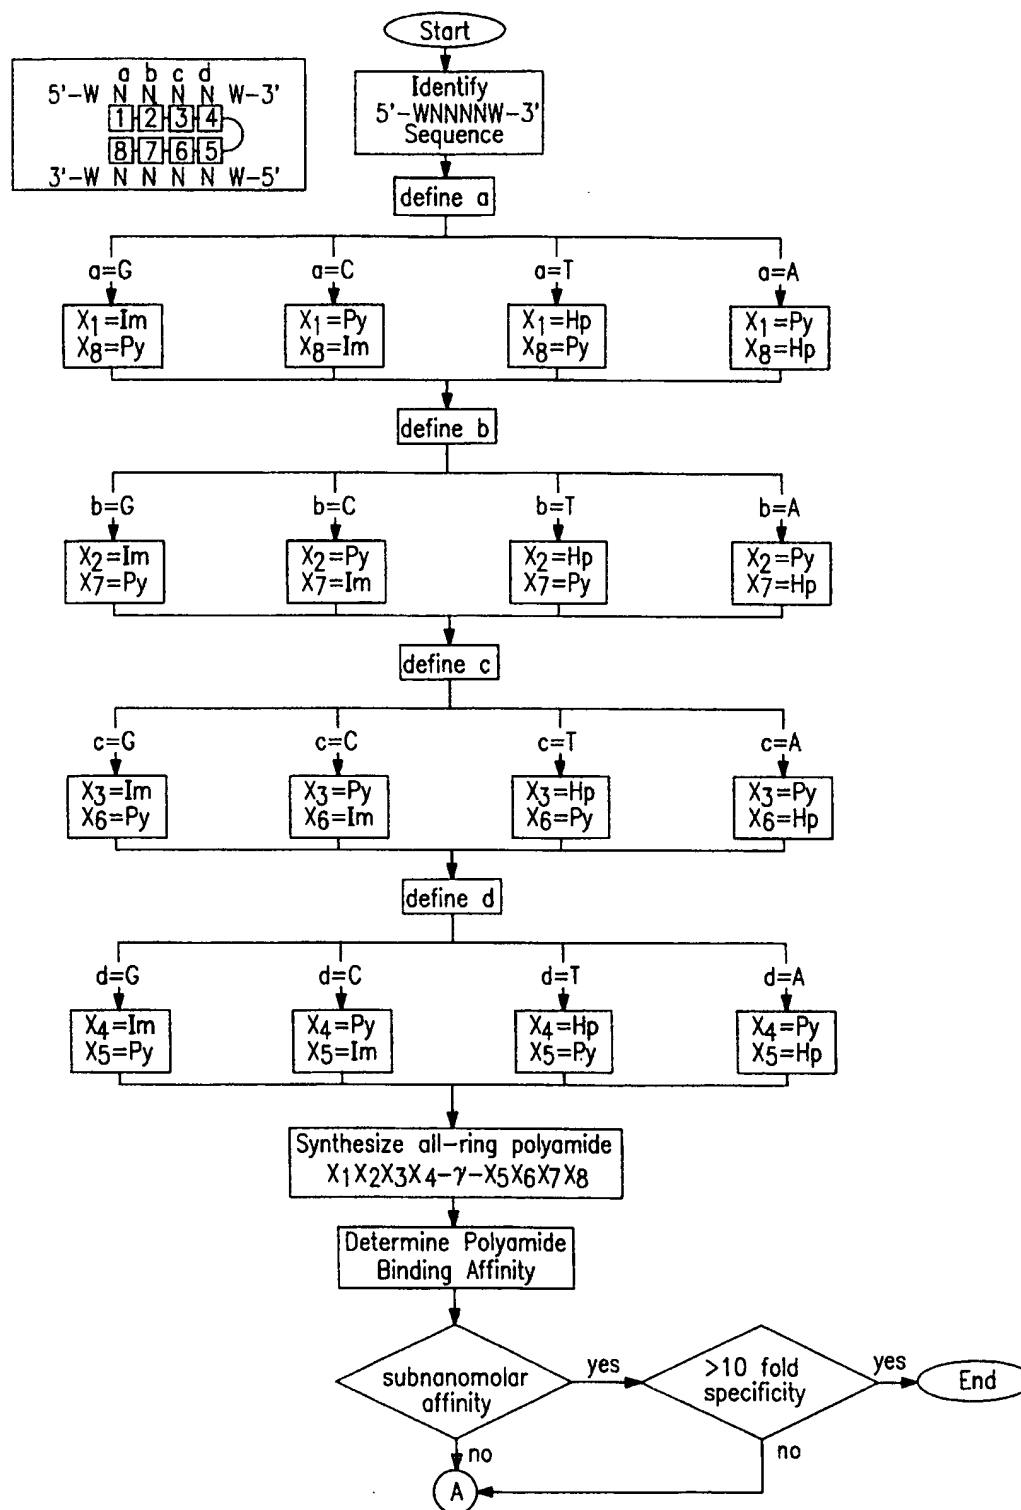 Start
a b c d
5'-W N N N N W-3'
1 2 3 4
8 7 6 5
3'-W N N N N W-5'
Identify
5'-WNNNNW-3'
Sequence
define a
a=G
a=C
a=T
a=A
X1=Im
X8=Py
X1=Py
X8=Im
X1=Hp
X8=Py
X1=Py
X8=Hp
define b
b=G
b=C
b=T
b=A
X2=Im
X7=Py
X2=Py
X7=Im
X2=Hp
X7=Py
X2=Py
X7=Hp
define c
c=G
c=C
c=T
c=A
X3=Im
X6=Py
X3=Py
X6=Im
X3=Hp
X6=Py
X3=Py
X6=Hp
define d
d=G
d=C
d=T
d=A
X4=Im
X5=Py
X4=Py
X5=Im
X4=Hp
X5=Py
X4=Py
X5=Hp
Synthesize all-ring polyamide
X1X2X3X4-γ-X5X6X7X8
Determine Polyamide
Binding Affinity
subnanomolar
affinity
yes
>10 fold
specificity
yes
End
no
no
A